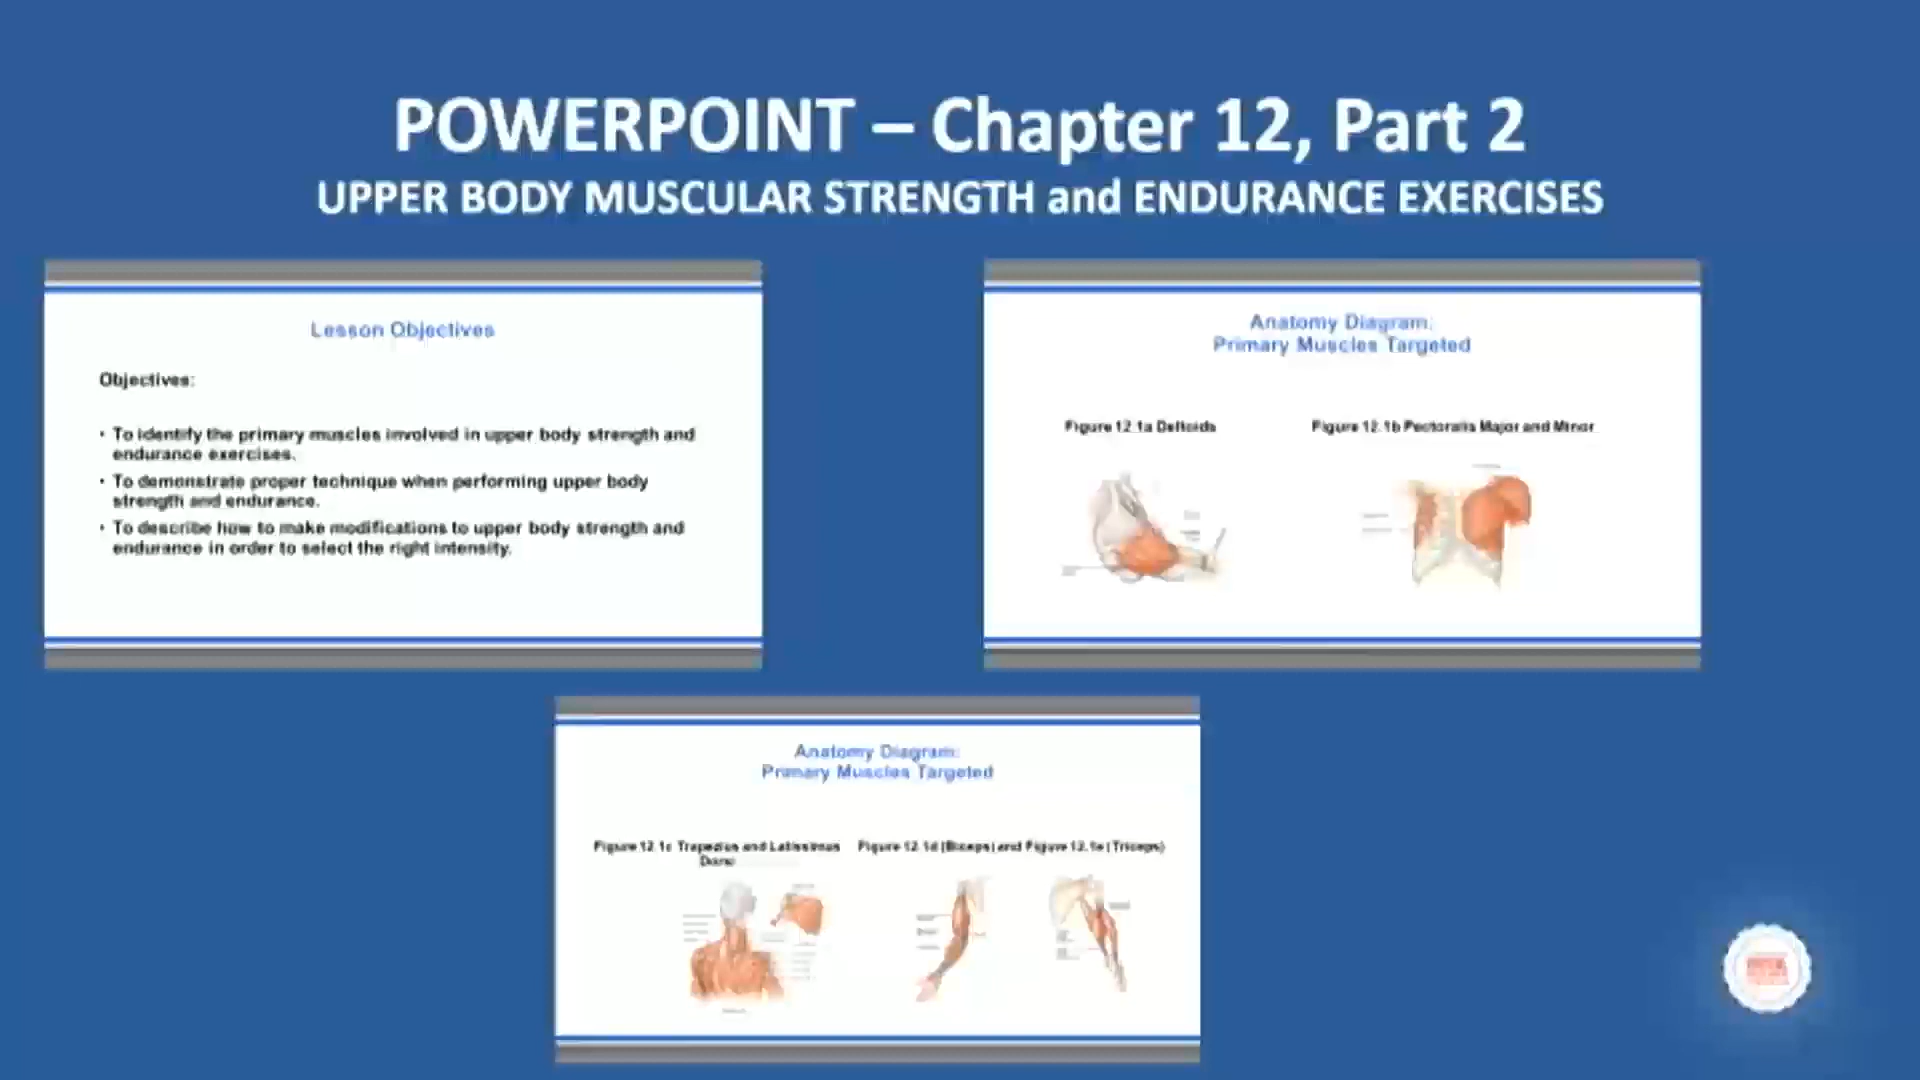 POWERPOINT – Chapter 12, Part 2
UPPER BODY MUSCULAR STRENGTH and ENDURANCE EXERCISES
Lesson Objectives
Objectives:
• To identify the primary muscles involved in upper body strength and
endurance exercises.
• To demonstrate proper technique when performing upper body
strength and endurance.
• To describe how to make modifications to upper body strength and
endurance in order to select the right intensity.
Anatomy Diagram:
Primary Muscles Targeted
Figure 12.1a Deltoids
Figure 12.1b Pectoralis Major and Minor
Anatomy Diagram:
Primary Muscles Targeted
Figure 12.1c Trapezius and Latissimus
Dorsi
Figure 12.1d (Biceps) and Figure 12.1e (Triceps)